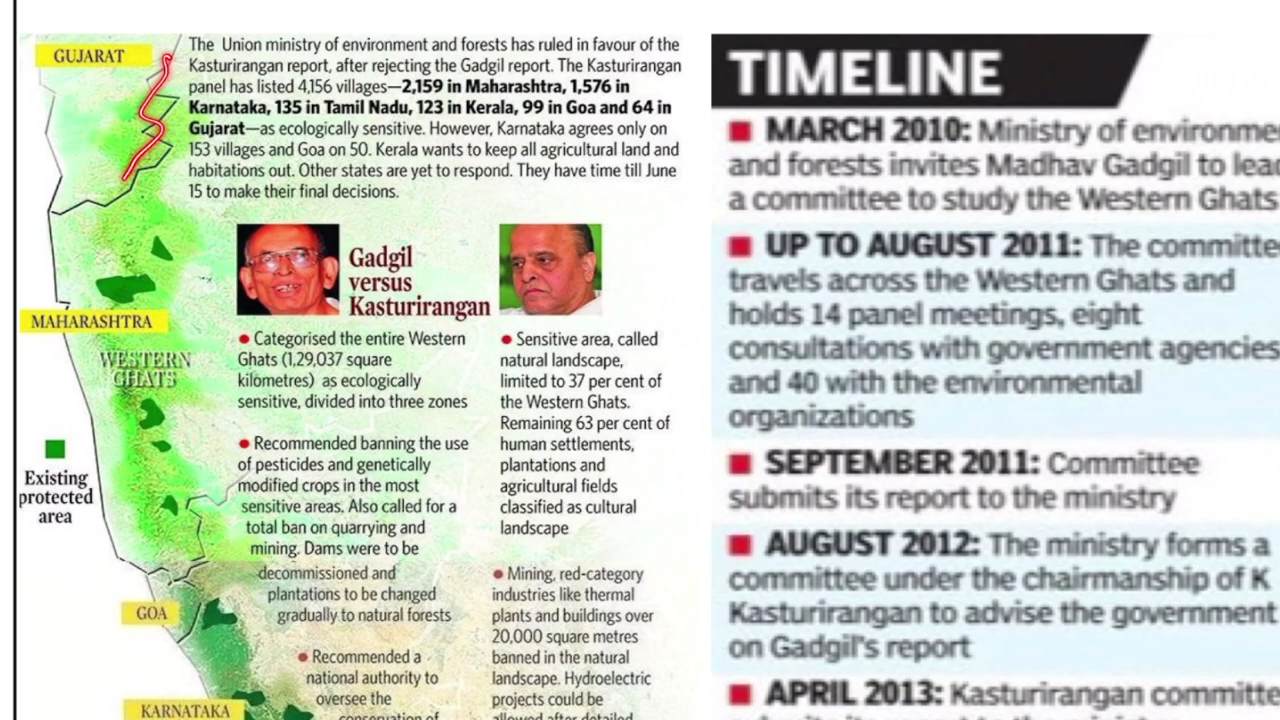 GUJARAT
The Union ministry of environment and forests has ruled in favour of the
Kasturirangan report, after rejecting the Gadgil report. The Kasturirangan
panel has listed 4,156 villages—2,159 in Maharashtra, 1,576 in
Karnataka, 135 in Tamil Nadu, 123 in Kerala, 99 in Goa and 64 in
Gujarat—as ecologically sensitive. However, Karnataka agrees only on
153 villages and Goa on 50. Kerala wants to keep all agricultural land and
habitations out. Other states are yet to respond. They have time till June
15 to make their final decisions.
MAHARASHTRA
WESTERN
GHATS
Existing
protected
area
GOA
KARNATAKA
Gadgil
versus
Kasturirangan
● Categorised the entire Western
Ghats (1,29,037 square
kilometres) as ecologically
sensitive, divided into three zones
● Recommended banning the use
of pesticides and genetically
modified crops in the most
sensitive areas. Also called for a
total ban on quarrying and
mining. Dams were to be
decommissioned and
plantations to be changed
gradually to natural forests
● Recommended a
national authority to
oversee the
conservation of
● Sensitive area, called
natural landscape,
limited to 37 per cent of
the Western Ghats.
Remaining 63 per cent of
human settlements,
plantations and
agricultural fields
classified as cultural
landscape
● Mining, red-category
industries like thermal
plants and buildings over
20,000 square metres
banned in the natural
landscape. Hydroelectric
projects could be
allowed after detailed
TIMELINE
■ MARCH 2010: Ministry of environme
and forests invites Madhav Gadgil to lead
a committee to study the Western Ghats
■ UP TO AUGUST 2011: The committe
travels across the Western Ghats and
holds 14 panel meetings, eight
consultations with government agencies
and 40 with the environmental
organizations
■ SEPTEMBER 2011: Committee
submits its report to the ministry
■ AUGUST 2012: The ministry forms a
committee under the chairmanship of K
Kasturirangan to advise the government
on Gadgil's report
■ APRIL 2013: Kasturirangan committe